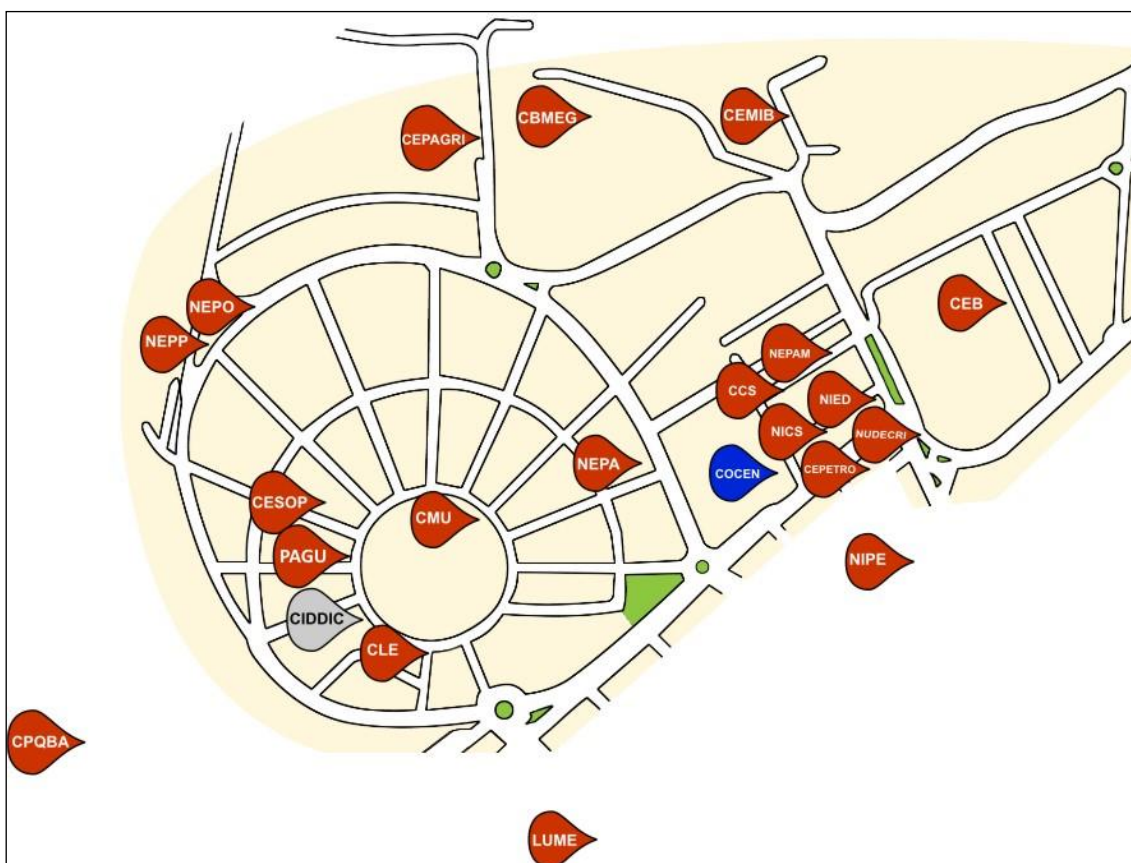 CEPAGRI
CBMEG
CEMIB
NEPO
NEPP
CEB
NEPAM
CCS
NIED
NICS
NUDECRI
NEPA
COCEN
CEPETRO
CESOP
CMU
PAGU
NIPE
CIDDIC
CLE
CPQBA
LUME